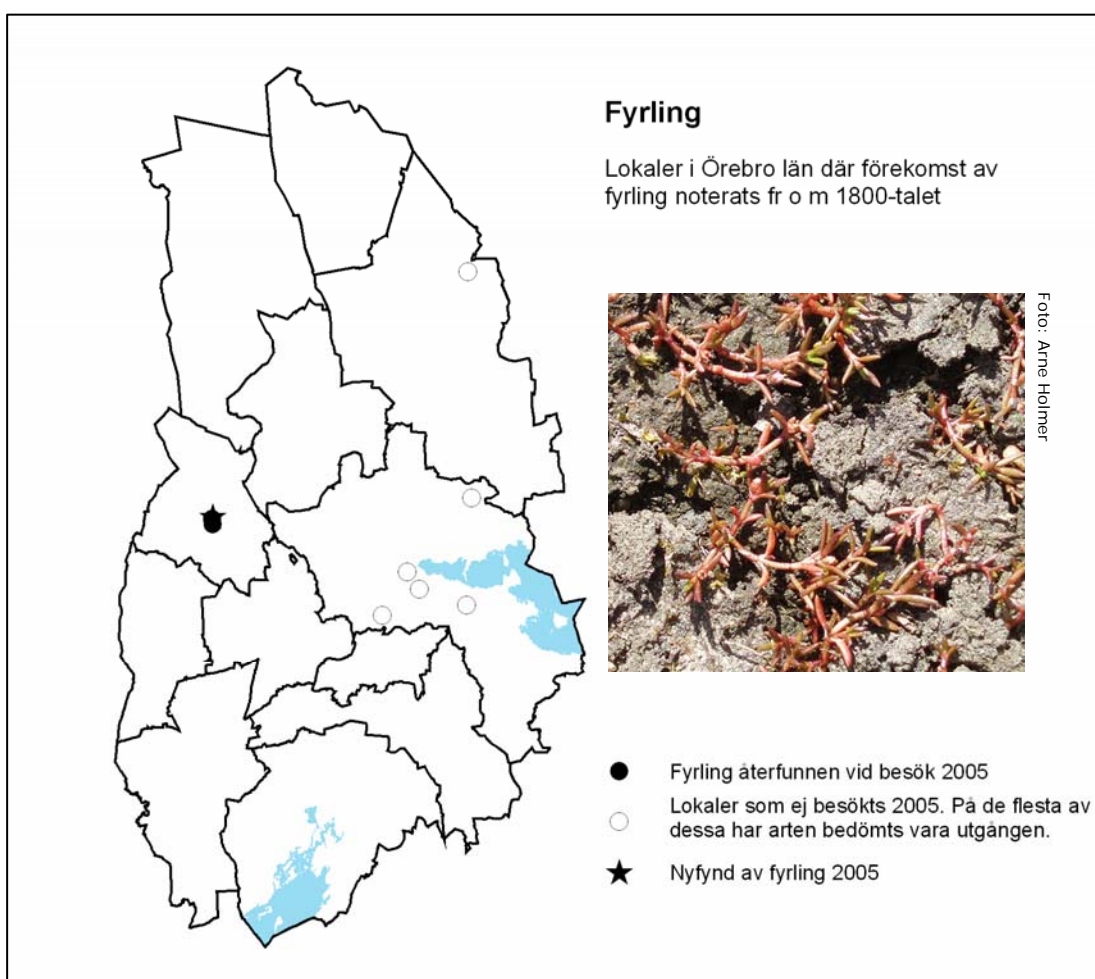 Fyrling
Lokaler i Örebro län där förekomst av
fyrling noterats fr o m 1800-talet
Foto: Arne Holmer
Fyrling återfunnen vid besök 2005
Lokaler som ej besökts 2005. På de flesta av
dessa har arten bedömts vara utgången.
Nyfynd av fyrling 2005